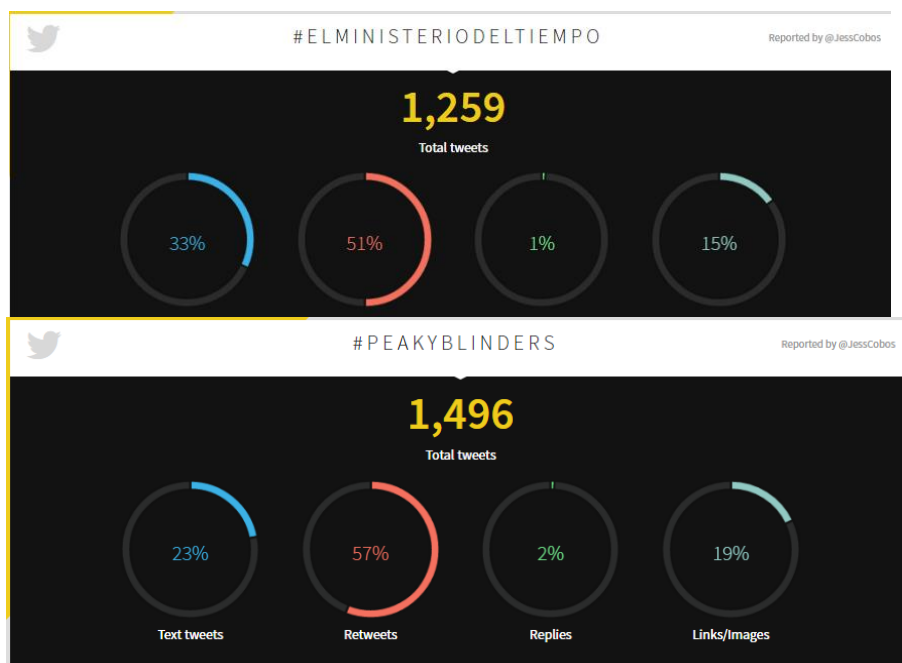 #ELMINISTERIODELTIEMPO
Reported by @JessCobos
1,259
Total tweets
33% 51% 1% 15%
#PEAKYBLINDERS
Reported by @JessCobos
1,496
Total tweets
23% 57% 2% 19%
Text tweets Retweets Replies Links/Images